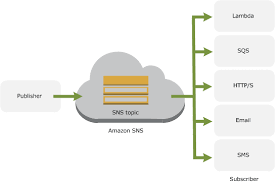 Lambda
SQS
Publisher
HTTP/S
SNS topic
Amazon SNS
Email
SMS
Subscriber